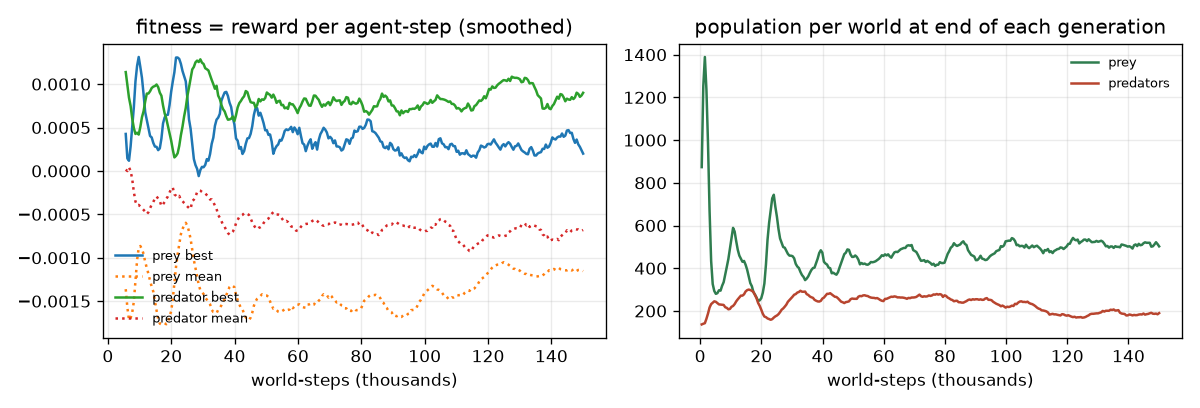 fitness = reward per agent-step (smoothed)
0.0010
0.0005
0.0000
−0.0005
−0.0010
−0.0015
prey best
prey mean
predator best
predator mean
0 20 40 60 80 100 120 140
world-steps (thousands)
population per world at end of each generation
1400
1200
1000
800
600
400
200
prey
predators
0 20 40 60 80 100 120 140
world-steps (thousands)